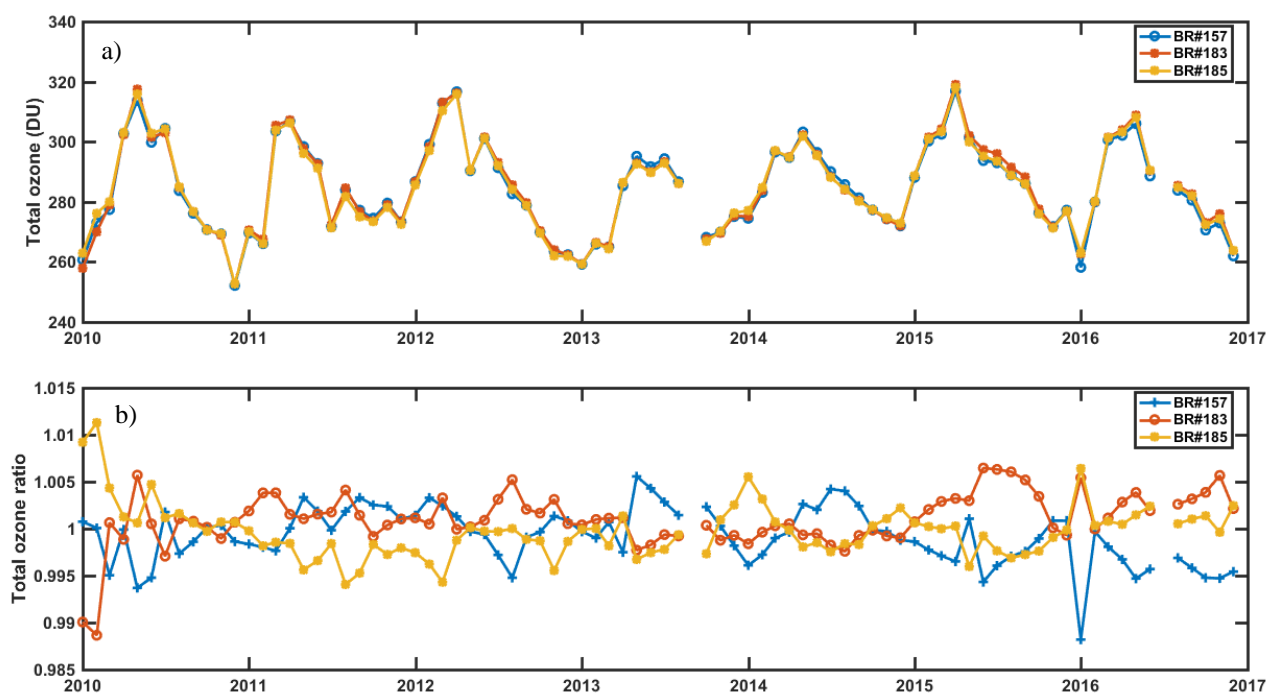 a)
Total ozone (DU)
340
320
300
280
260
240
2010 2011 2012 2013 2014 2015 2016 2017
BR#157
BR#183
BR#185
b)
Total ozone ratio
1.015
1.01
1.005
1
0.995
0.99
0.985
2010 2011 2012 2013 2014 2015 2016 2017
BR#157
BR#183
BR#185